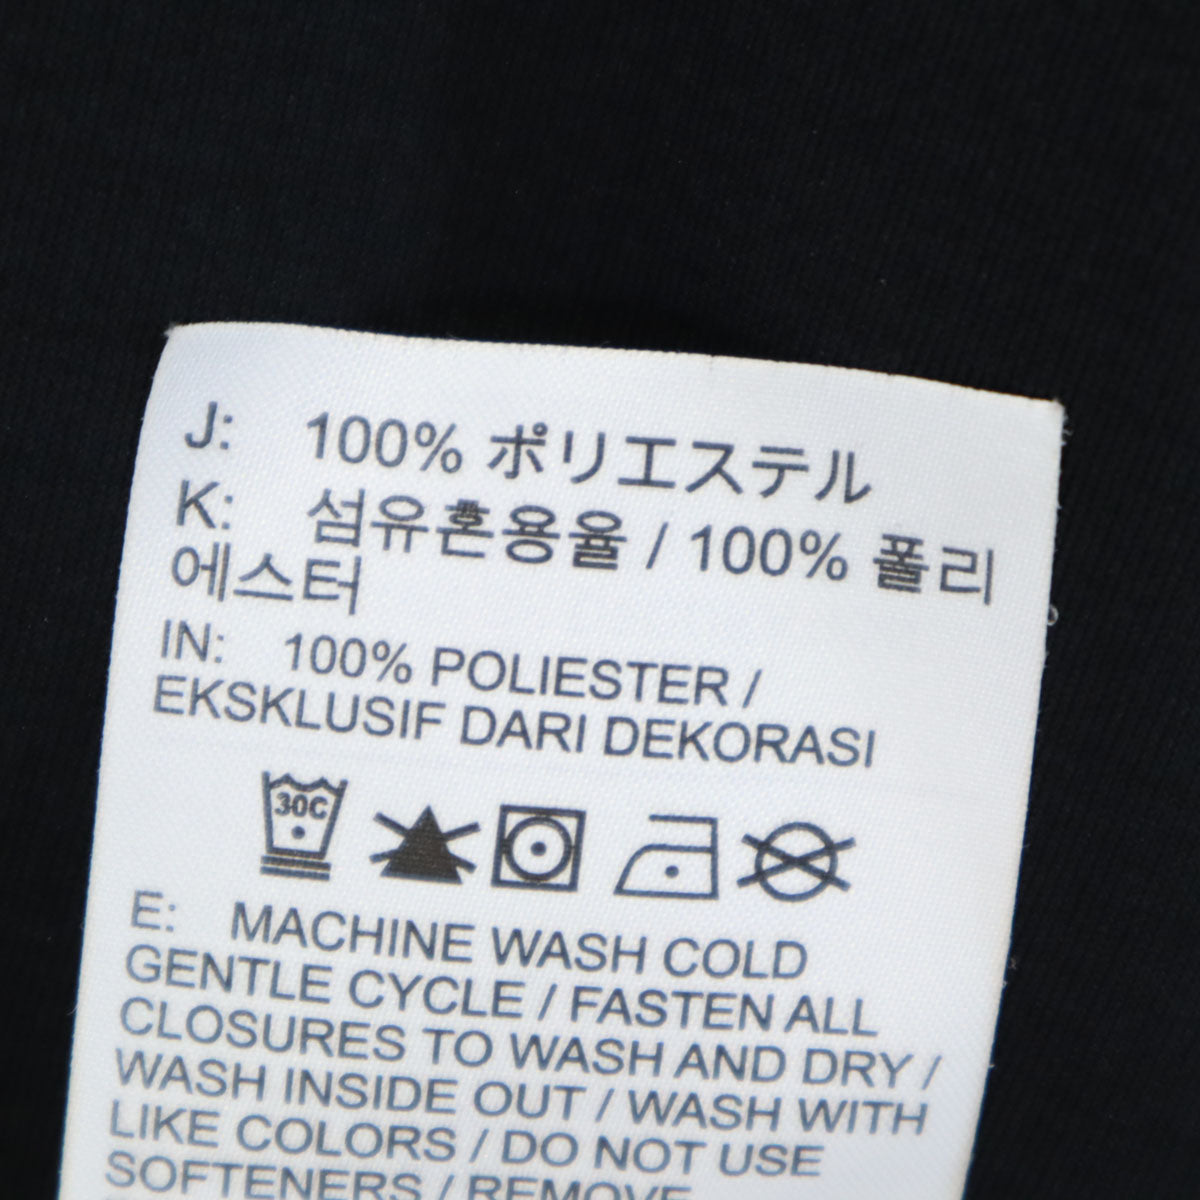 J: 100% ポリエステル
K: 섬유혼용율 / 100% 폴리
에스터
IN: 100% POLIESTER /
EKSKLUSIF DARI DEKORASI
30C
E: MACHINE WASH COLD
GENTLE CYCLE / FASTEN ALL
CLOSURES TO WASH AND DRY /
WASH INSIDE OUT / WASH WITH
LIKE COLORS / DO NOT USE
SOFTENERS / REMOVE